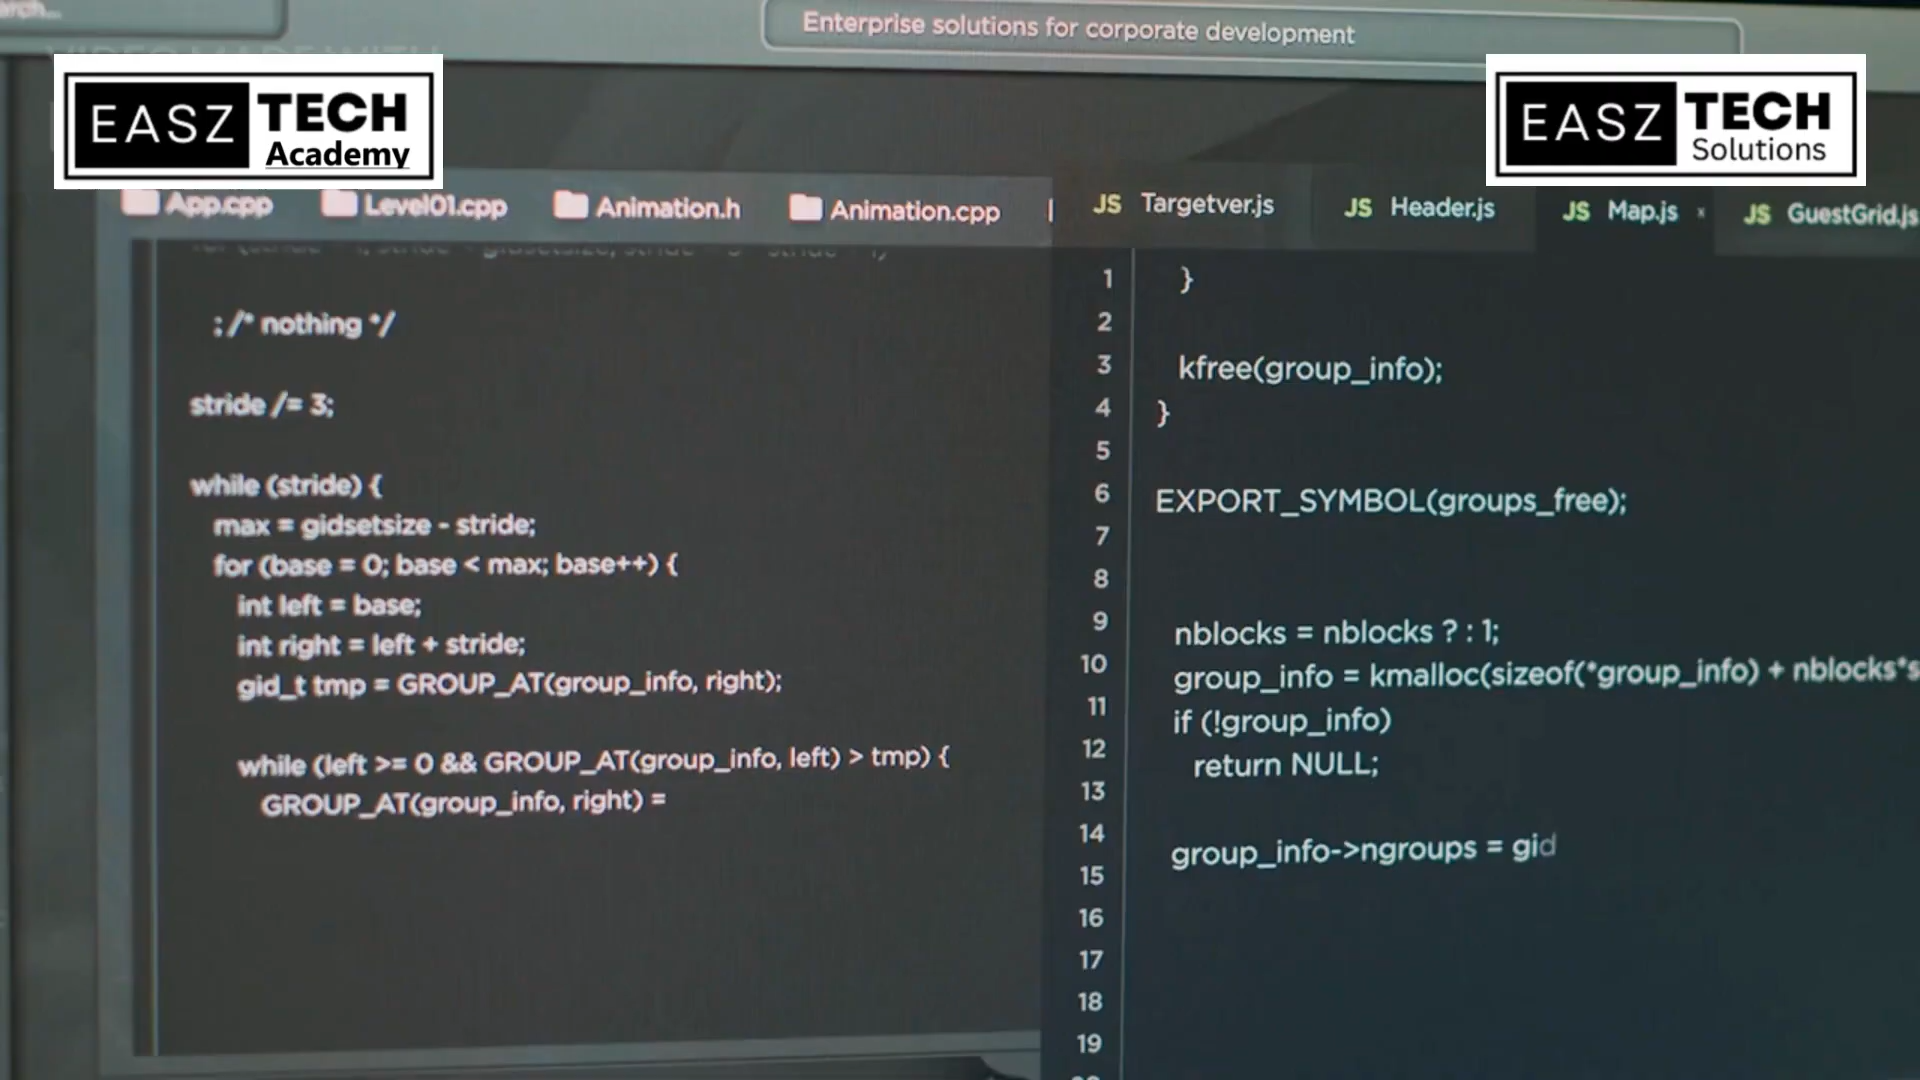 Enterprise solutions for corporate development
EASZ TECH
Academy
EASZ TECH
Solutions
App.cpp
Level01.cpp
Animation.h
Animation.cpp
; /* nothing */
stride /= 3;
while (stride) {
max = gidsetsize - stride;
for (base = 0; base < max; base++) {
int left = base;
int right = left + stride;
gid_t tmp = GROUP_AT(group_info, right);
while (left >= 0 && GROUP_AT(group_info, left) > tmp) {
GROUP_AT(group_info, right) =
JS Targetver.js
JS Header.js
JS Map.js x
JS GuestGrid.js
1 }
2
3 kfree(group_info);
4 }
5
6 EXPORT_SYMBOL(groups_free);
7
8
9 nblocks = nblocks ? : 1;
10 group_info = kmalloc(sizeof(*group_info) + nblocks*s
11 if (!group_info)
12 return NULL;
13
14 group_info->ngroups = gid
15
16
17
18
19